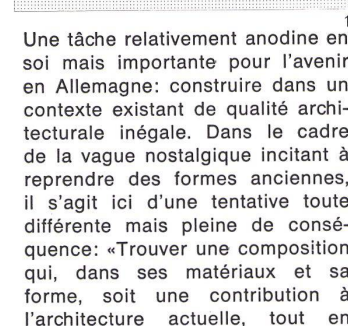 1
Une tâche relativement anodine en
soi mais importante pour l'avenir
en Allemagne: construire dans un
contexte existant de qualité archi-
tecturale inégale. Dans le cadre
de la vague nostalgique incitant à
reprendre des formes anciennes,
il s'agit ici d'une tentative toute
différente mais pleine de consé-
quence: «Trouver une composition
qui, dans ses matériaux et sa
forme, soit une contribution à
l'architecture actuelle, tout en